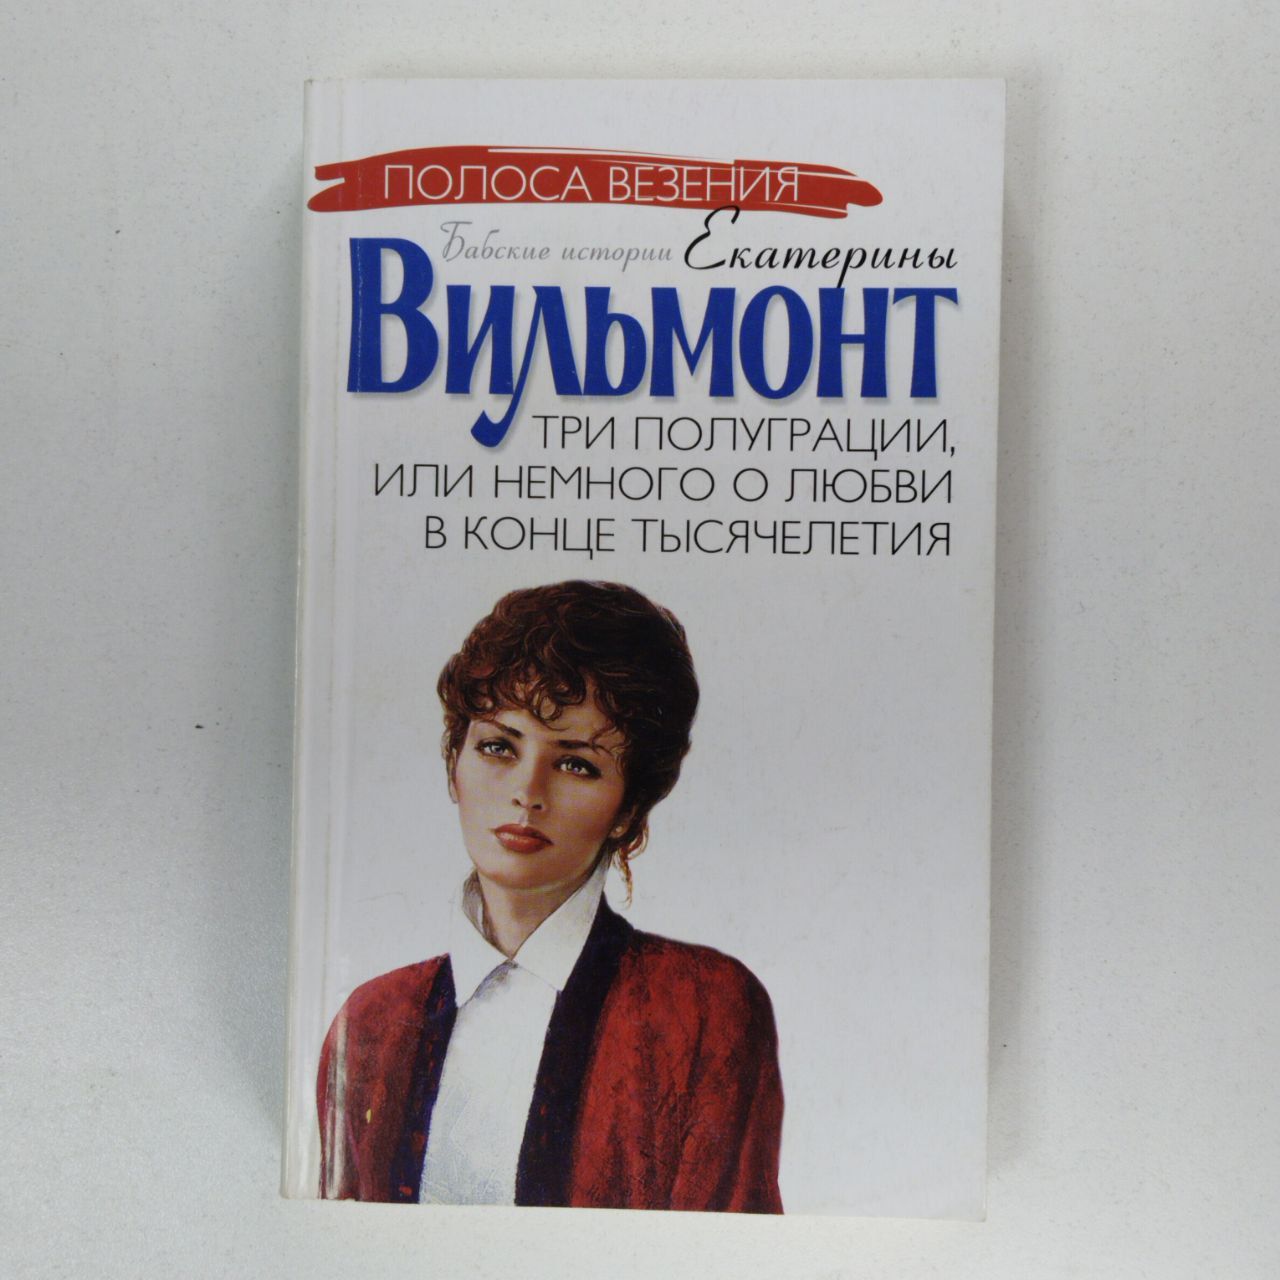 ПОЛОСА ВЕЗЕНИЯ
Бабские истории Екатерины
ВИЛЬМОНТ
ТРИ ПОЛУГРАЦИИ,
ИЛИ НЕМНОГО О ЛЮБВИ
В КОНЦЕ ТЫСЯЧЕЛЕТИЯ